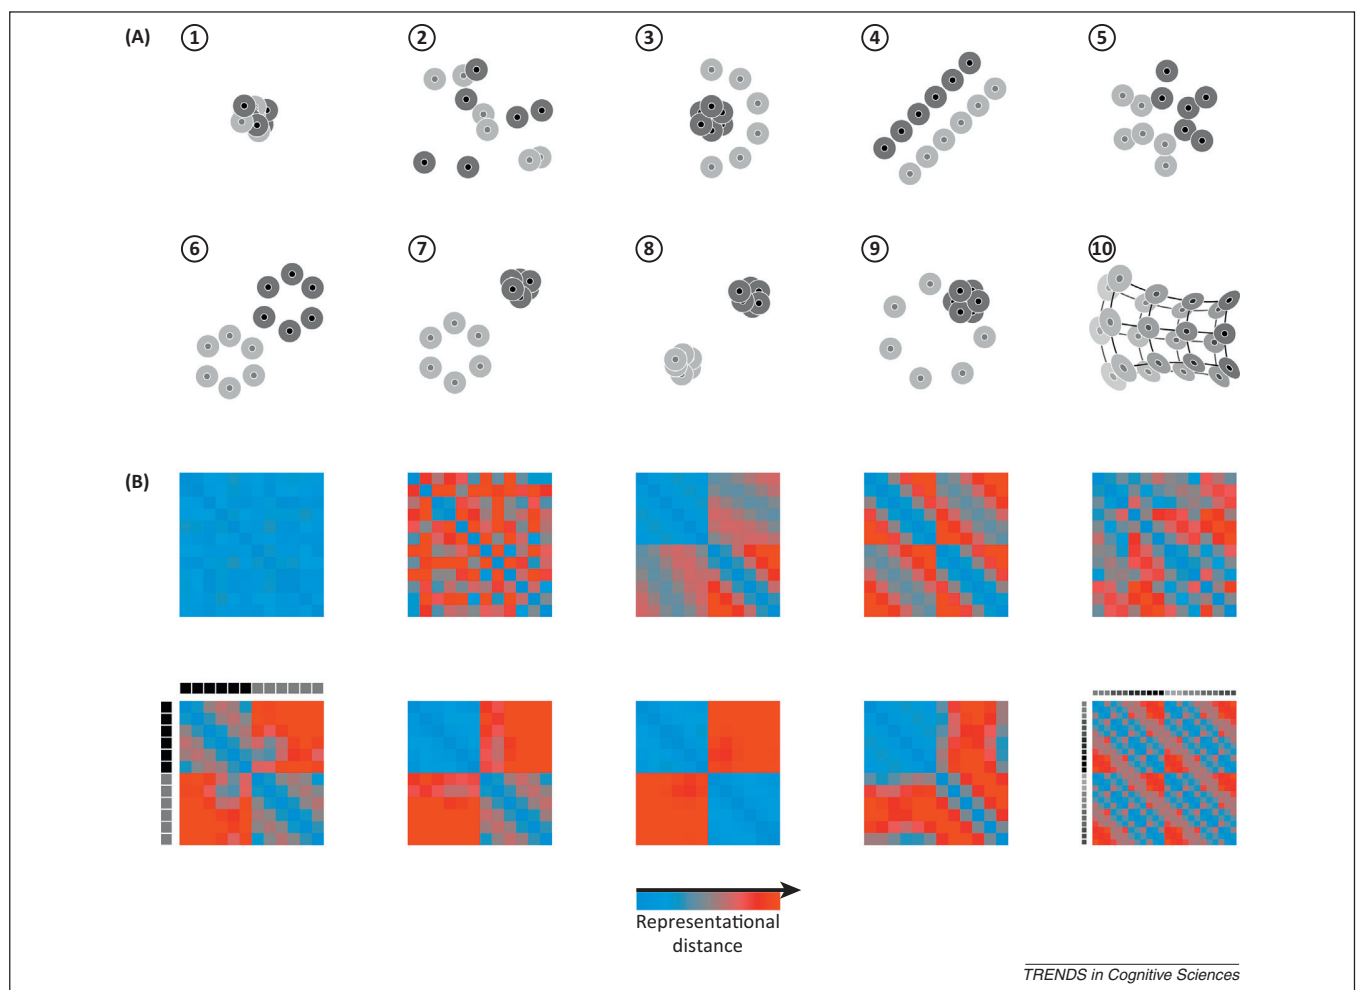 (A)
1 2 3 4 5
6 7 8 9 10
(B)
Representational
distance
TRENDS in Cognitive Sciences